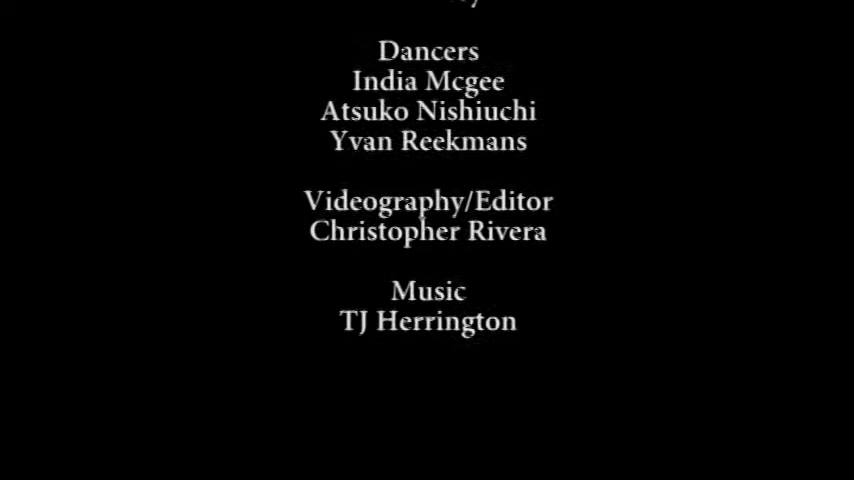 Dancers
India Mcgee
Atsuko Nishiuchi
Yvan Reekmans
Videography/Editor
Christopher Rivera
Music
TJ Herrington